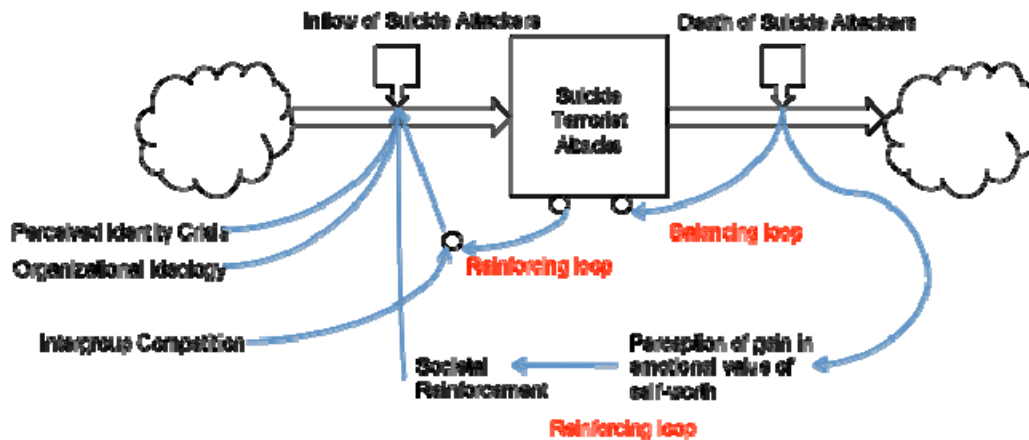 Inflow of Suicide Attackers
Death of Suicide Attackers
Suicide
Terrorist
Attacks
Perceived Identity Crisis
Organizational Ideology
Balancing loop
Reinforcing loop
Intergroup Competition
Societal
Reinforcement
Perception of gain in
emotional value of
self-worth
Reinforcing loop